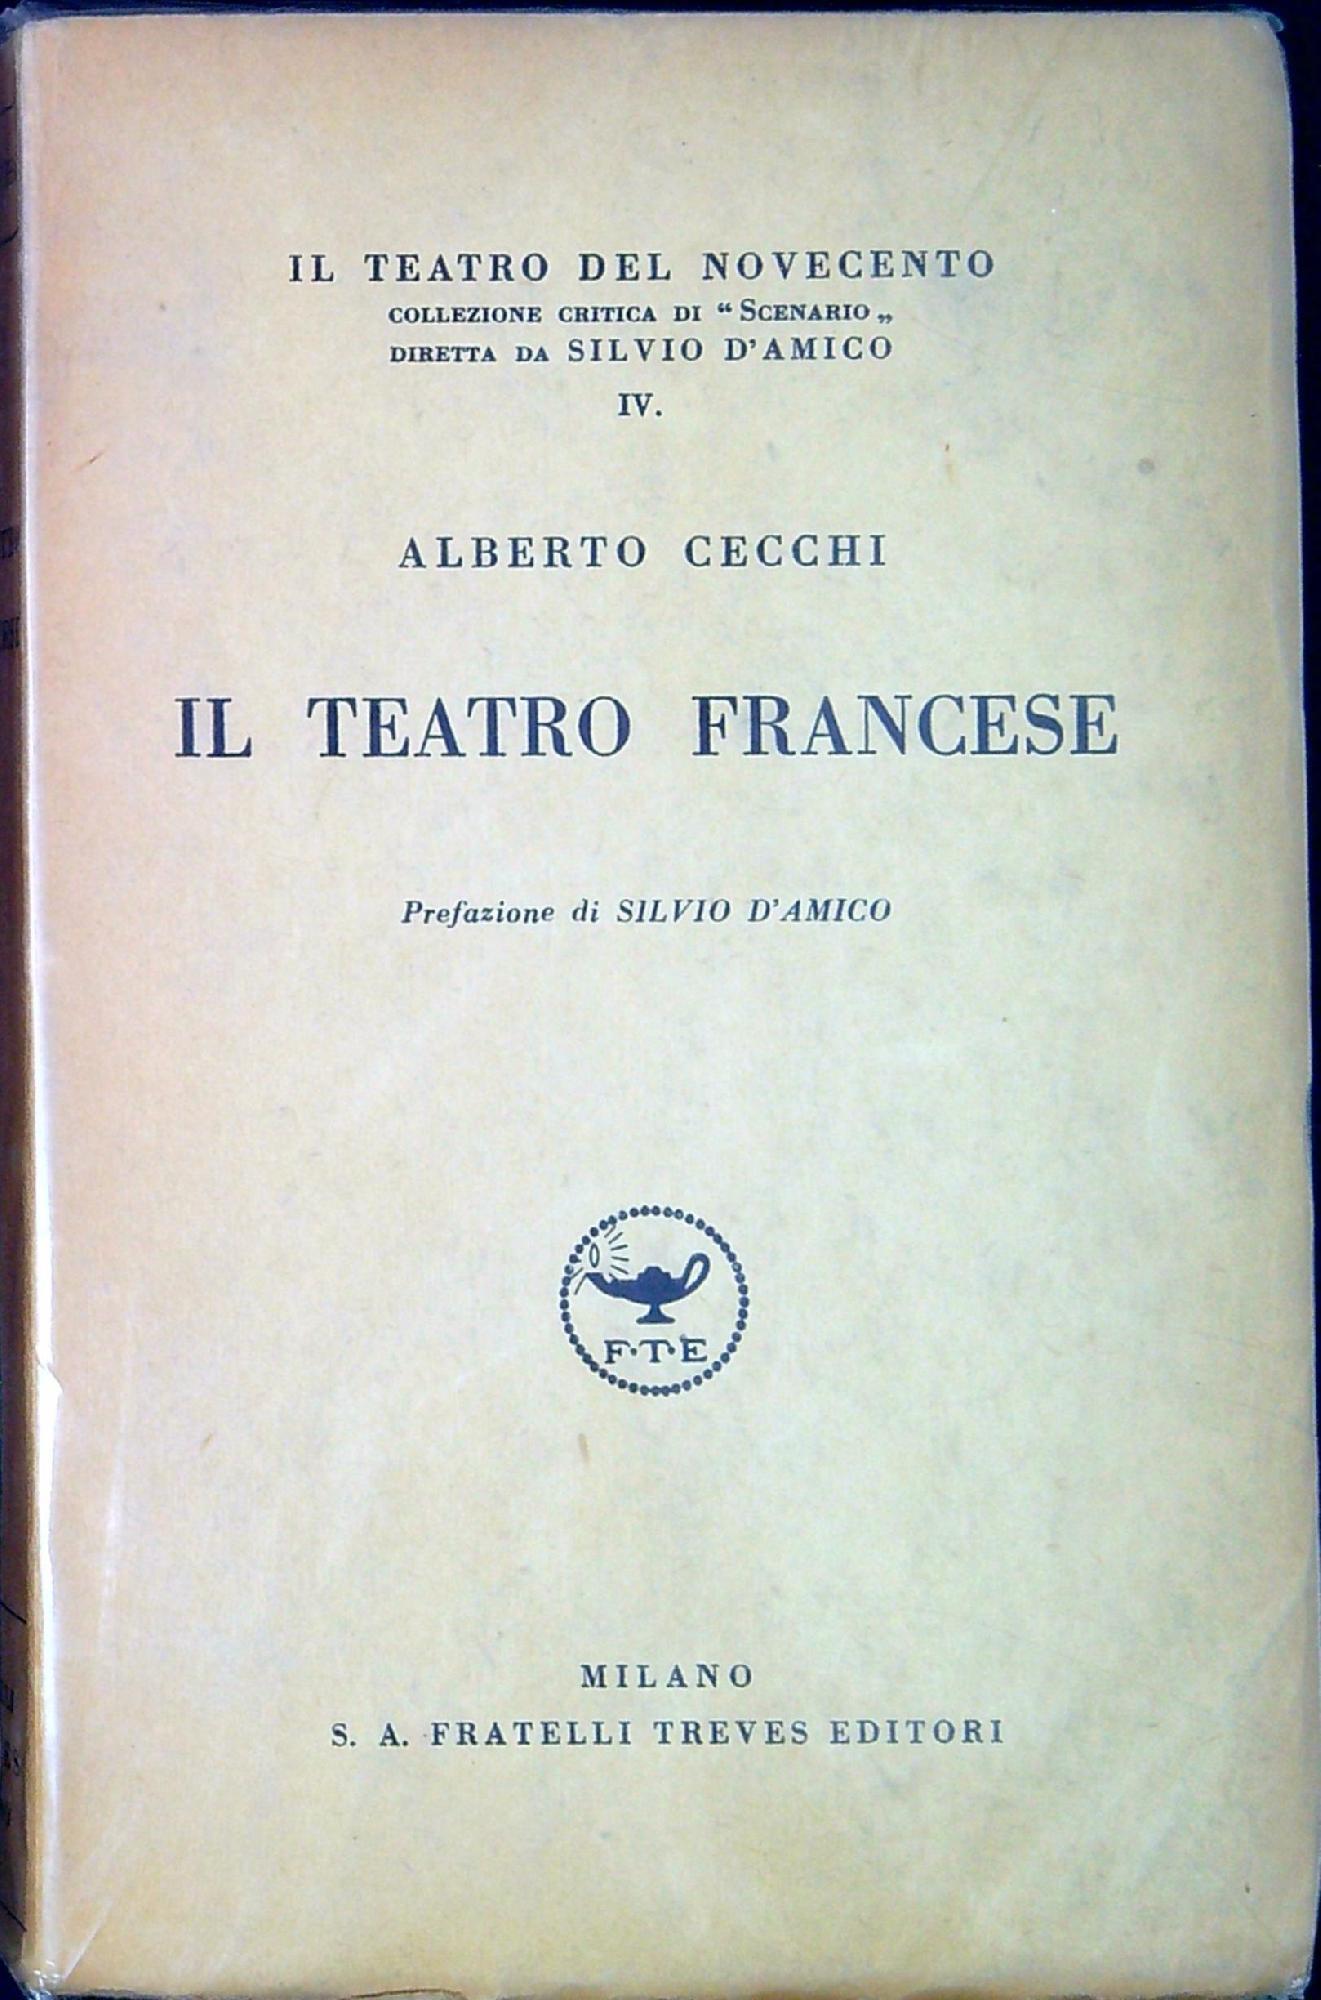 IL TEATRO DEL NOVECENTO
COLLEZIONE CRITICA DI “SCENARIO„
DIRETTA DA SILVIO D'AMICO
IV.
ALBERTO CECCHI
IL TEATRO FRANCESE
Prefazione di SILVIO D'AMICO
F·T·E
MILANO
S. A. FRATELLI TREVES EDITORI